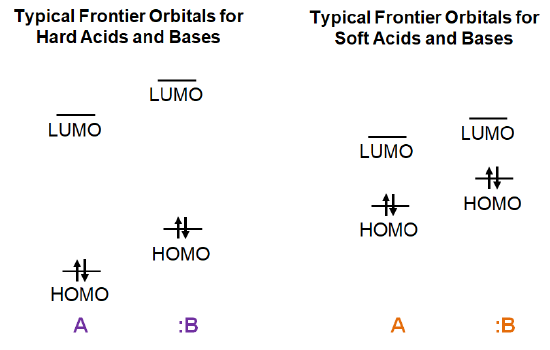 Typical Frontier Orbitals for
Hard Acids and Bases
LUMO
LUMO
HOMO
HOMO
A
:B
Typical Frontier Orbitals for
Soft Acids and Bases
LUMO
LUMO
HOMO
HOMO
A
:B